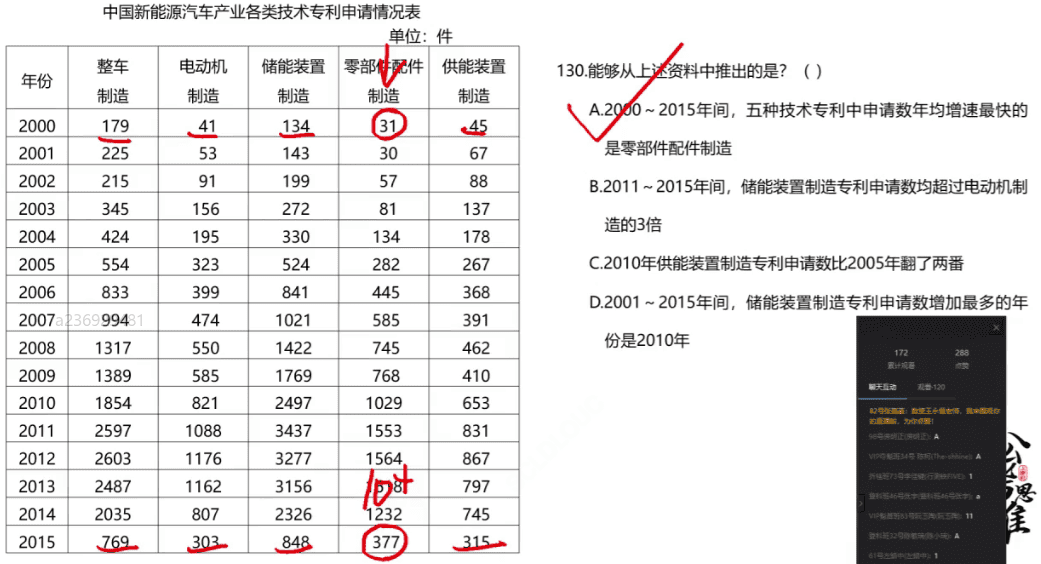 中国新能源汽车产业各类技术专利申请情况表
单位：件
年份 整车制造 电动机制造 储能装置制造 零部件配件制造 供能装置制造
2000 179 41 134 31 45
2001 225 53 143 30 67
2002 215 91 199 57 88
2003 345 156 272 81 137
2004 424 195 330 134 178
2005 554 323 524 282 267
2006 833 399 841 445 368
2007 994 474 1021 585 391
2008 1317 550 1422 745 462
2009 1389 585 1769 768 410
2010 1854 821 2497 1029 653
2011 2597 1088 3437 1553 831
2012 2603 1176 3277 1564 867
2013 2487 1162 3156 797
10+
2014 2035 807 2326 1232 745
2015 769 303 848 377 315
130.能够从上述资料中推出的是？（ ）
A.2000～2015年间，五种技术专利中申请数年均增速最快的
是零部件配件制造
B.2011～2015年间，储能装置制造专利申请数均超过电动机制
造的3倍
C.2010年供能装置制造专利申请数比2005年翻了两番
D.2001～2015年间，储能装置制造专利申请数增加最多的年
份是2010年
172 288
累计观看 点赞
聊天互动 观看·120
A
A
1
a
11
A
1
公考思维